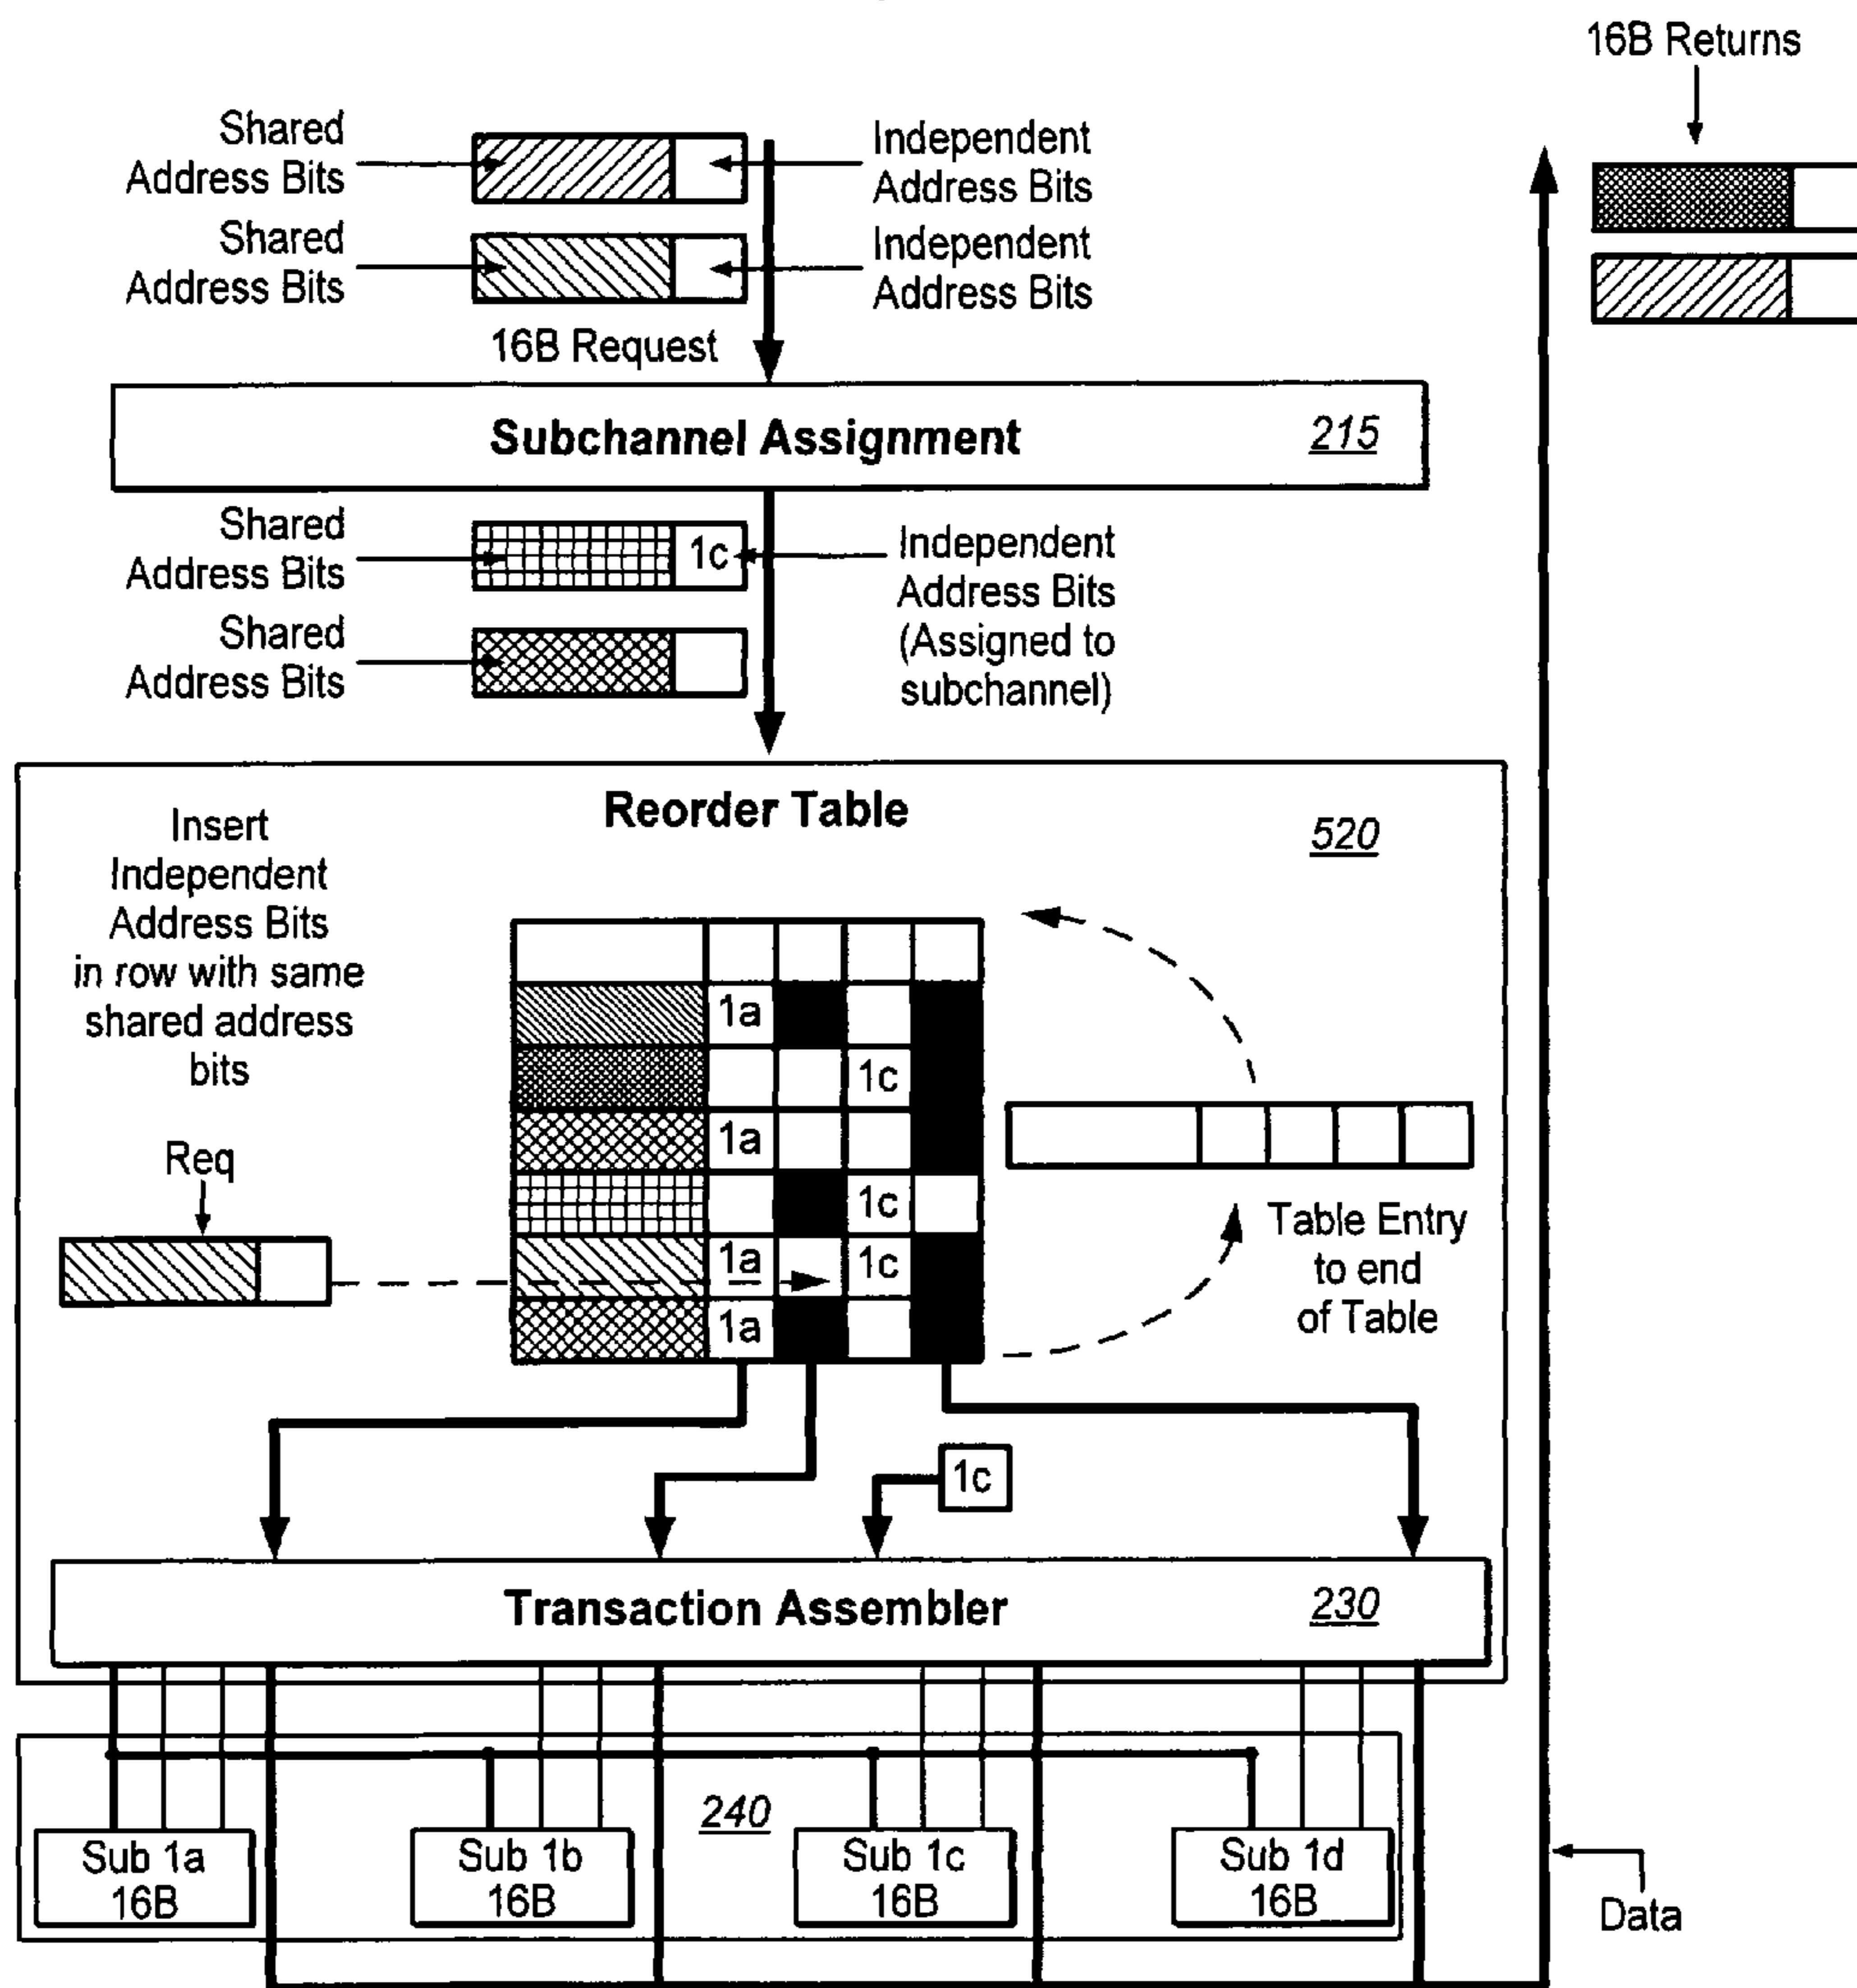 16B Returns
Shared
Address Bits
Independent
Address Bits
Shared
Address Bits
Independent
Address Bits
16B Request
Subchannel Assignment 215
Shared
Address Bits
1c
Independent
Address Bits
(Assigned to
subchannel)
Shared
Address Bits
Reorder Table
520
Insert
Independent
Address Bits
in row with same
shared address
bits
Req
1a
1c
1a
1c
1a 1c
1a
Table Entry
to end
of Table
1c
Transaction Assembler 230
240
Sub 1a
16B
Sub 1b
16B
Sub 1c
16B
Sub 1d
16B
Data